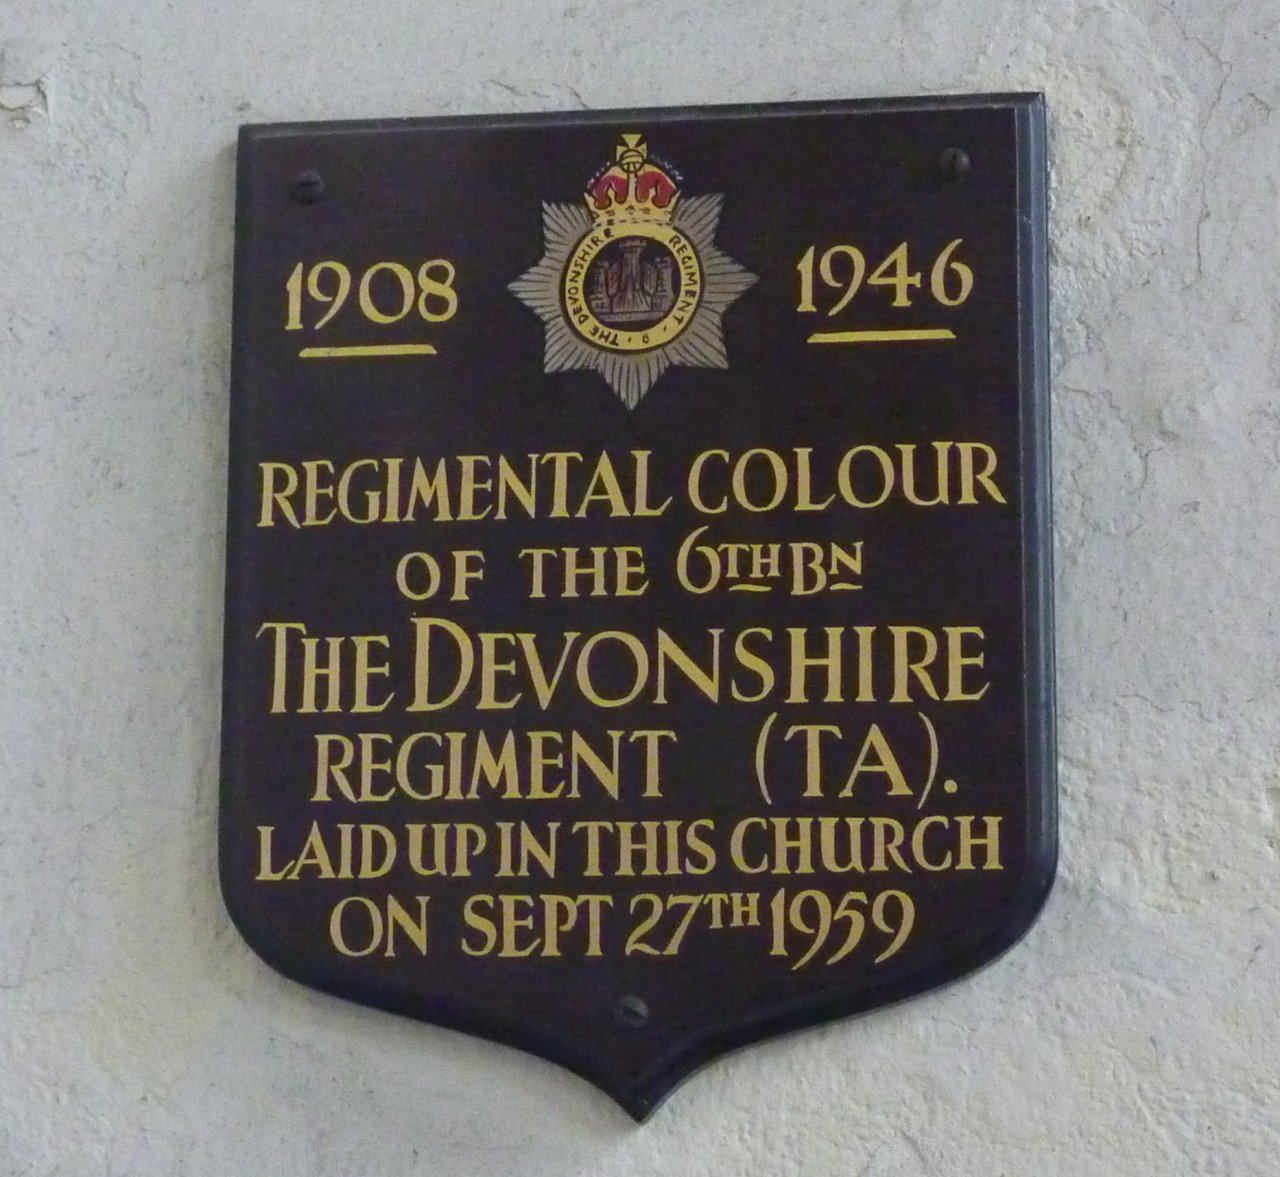 1908 1946
THE DEVONSHIRE REGIMENT
REGIMENTAL COLOUR
OF THE 6TH BN
THE DEVONSHIRE
REGIMENT (TA).
LAID UP IN THIS CHURCH
ON SEPT 27TH 1959